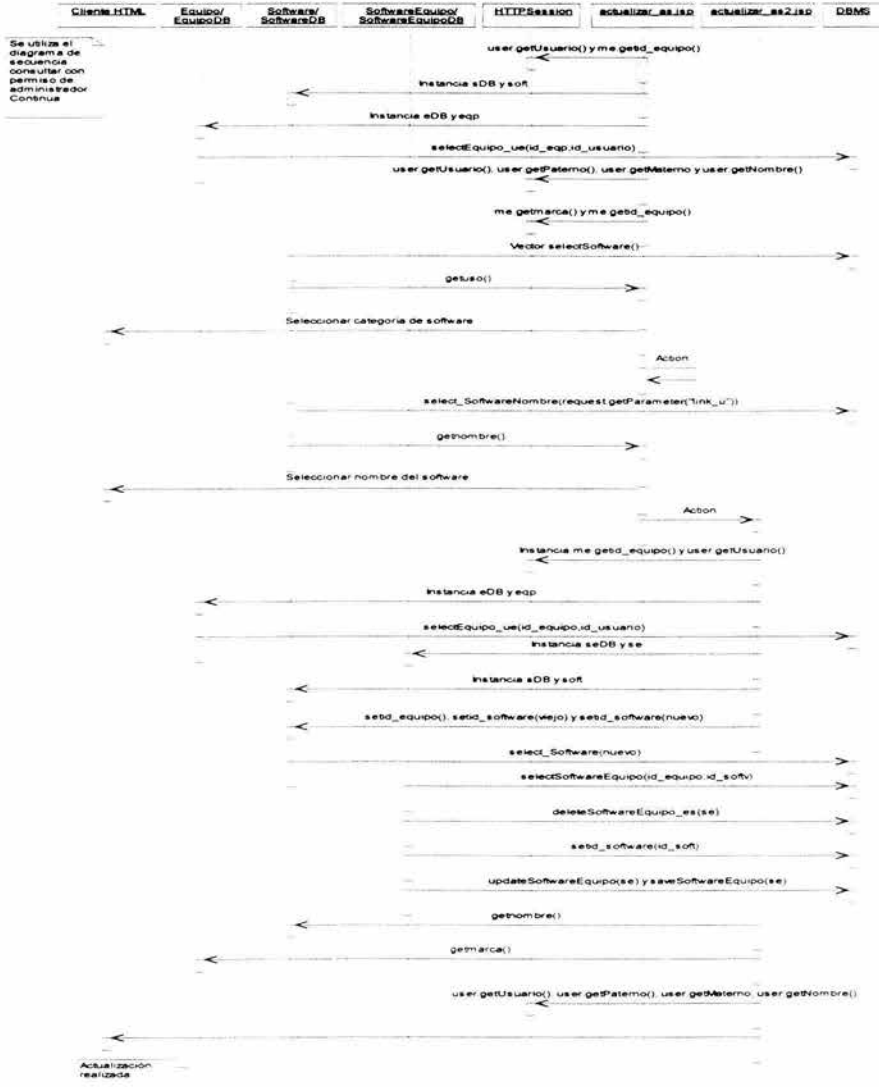 Cliente HTML
Equipo/
EquipoDB
Software/
SoftwareDB
SoftwareEquipo/
SoftwareEquipoDB
HTTPSession
actualizar_as.jsp
actualizar_as2.jsp
DBMS
Se utiliza el
diagrama de
secuencia
consultar con
permiso de
administrador
Continua
user.getUsuario() y me.getid_equipo()
Instancia sDB y soft
Instancia eDB y eqp
selectEquipo_ue(id_eqp,id_usuario)
user.getUsuario(), user.getPaterno(), user.getMaterno y user.getNombre()
me.getmarca() y me.getid_equipo()
Vector selectSoftware()
getuso()
Seleccionar categoria de software
Action
select_SoftwareNombre(request.getParameter("link_u"))
getnombre()
Seleccionar nombre del software
Action
Instancia me.getid_equipo() y user.getUsuario()
Instancia eDB y eqp
selectEquipo_ue(id_equipo,id_usuario)
Instancia seDB y se
Instancia sDB y soft
setid_equipo(), setid_software(viejo) y setid_software(nuevo)
select_Software(nuevo)
selectSoftwareEquipo(id_equipo,id_softv)
deleteSoftwareEquipo_es(se)
setid_software(id_soft)
updateSoftwareEquipo(se) y saveSoftwareEquipo(se)
getnombre()
getmarca()
user.getUsuario(), user.getPaterno(), user.getMaterno, user.getNombre()
Actualización
realizada